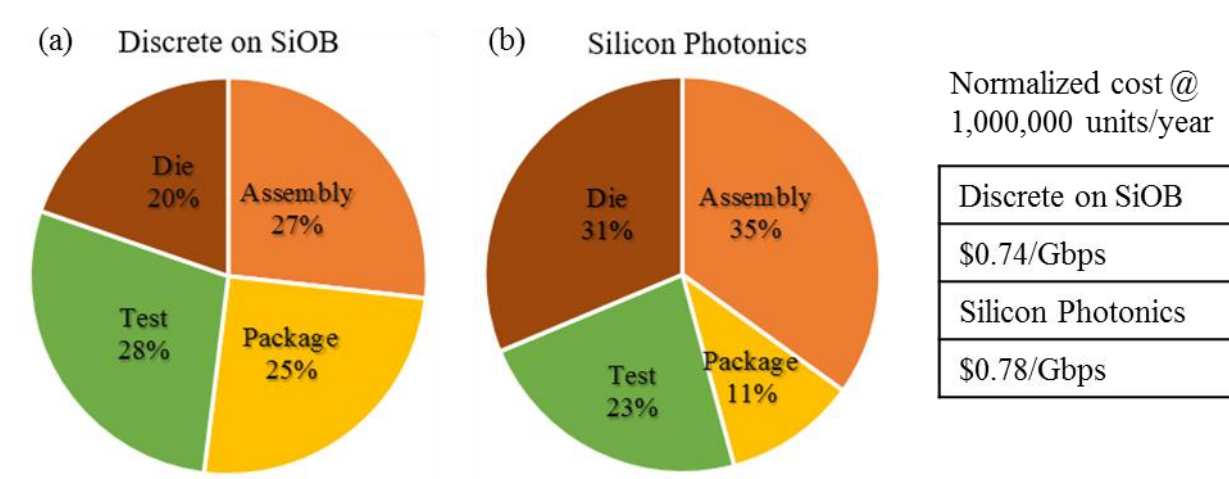 (a) Discrete on SiOB
Die
20%
Assembly
27%
Test
28%
Package
25%
(b) Silicon Photonics
Die
31%
Assembly
35%
Test
23%
Package
11%
Normalized cost @
1,000,000 units/year
Discrete on SiOB
$0.74/Gbps
Silicon Photonics
$0.78/Gbps